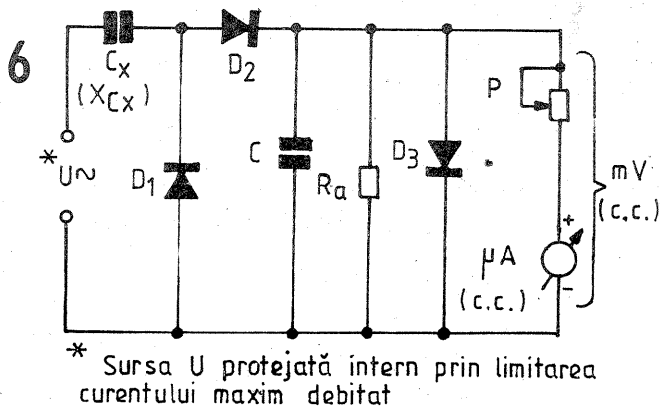 6
Cx
(XCx)
D2
P
*
U~
D1
C
Ra
D3
mV
(c.c.)
+
μA
(c.c.)
-
* Sursa U protejată intern prin limitarea
curentului maxim debitat